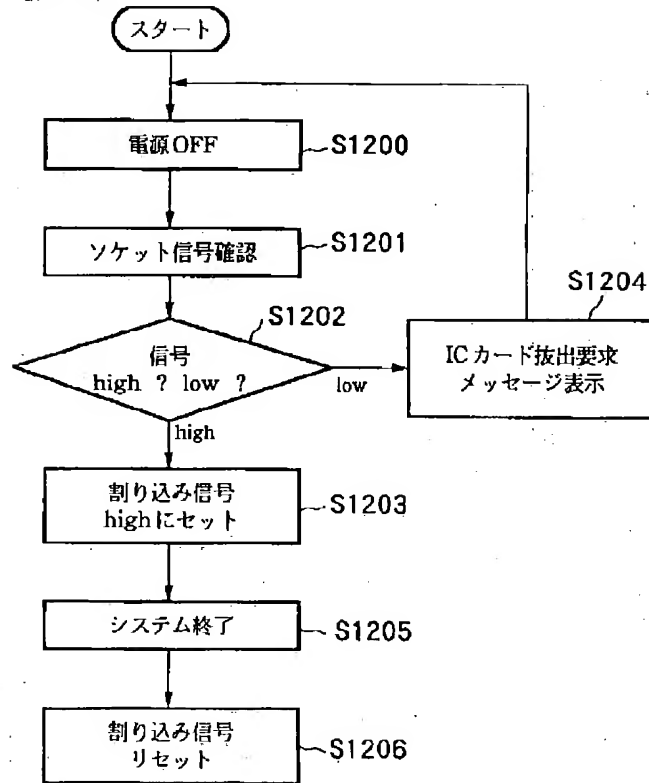 スタート
電源OFF
S1200
ソケット信号確認
S1201
S1202
信号
high ? low ?
low
high
S1204
ICカード抜出要求
メッセージ表示
割り込み信号
highにセット
S1203
システム終了
S1205
割り込み信号
リセット
S1206